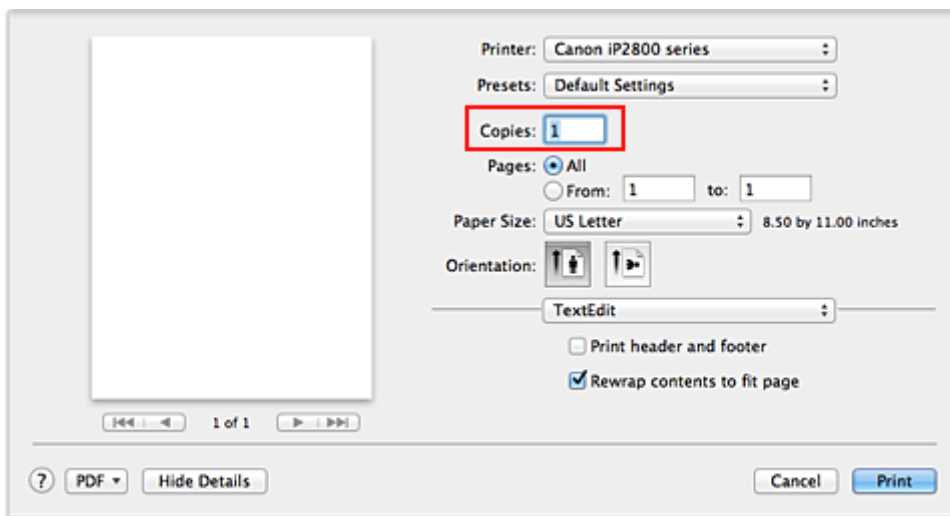 Printer: Canon iP2800 series
Presets: Default Settings
Copies: 1
Pages: All
From: 1 to: 1
Paper Size: US Letter 8.50 by 11.00 inches
Orientation:
TextEdit
Print header and footer
Rewrap contents to fit page
1 of 1
? PDF Hide Details Cancel Print